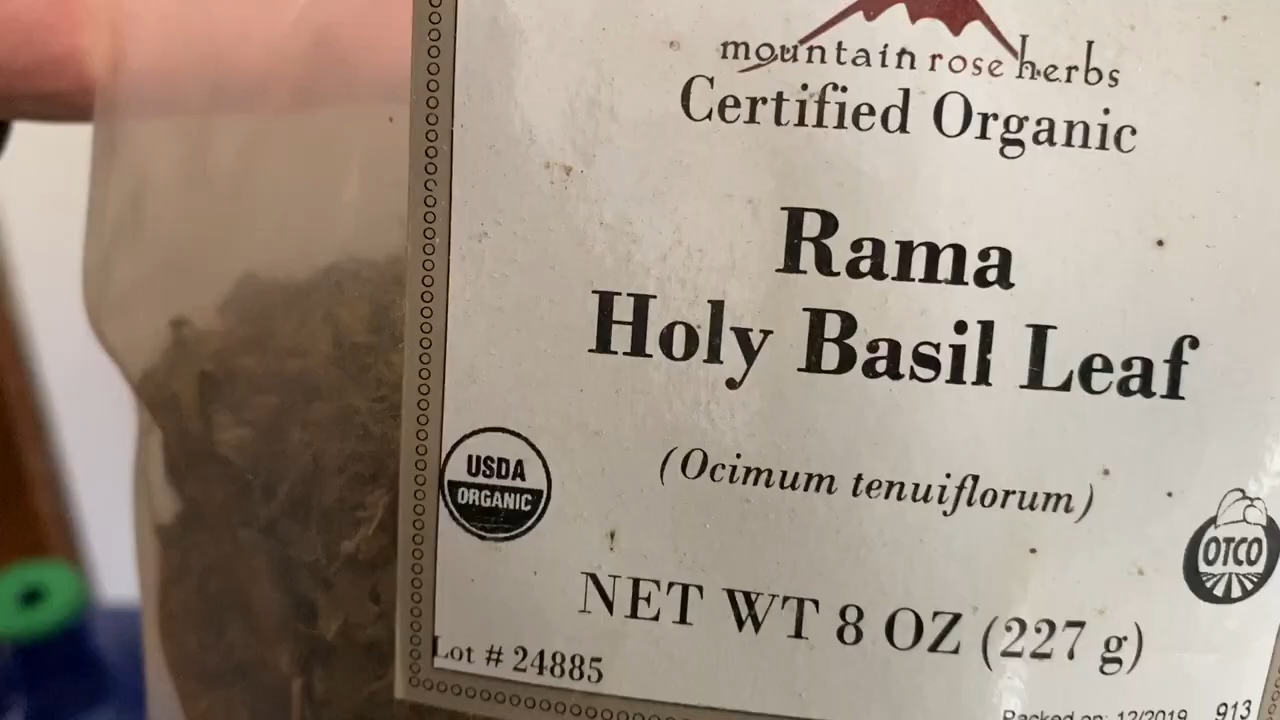 mountain rose herbs
Certified Organic
Rama
Holy Basil Leaf
(Ocimum tenuiflorum)
USDA
ORGANIC
OTCO
NET WT 8 OZ (227 g)
Lot # 24885
Packed on: 12/2019 913